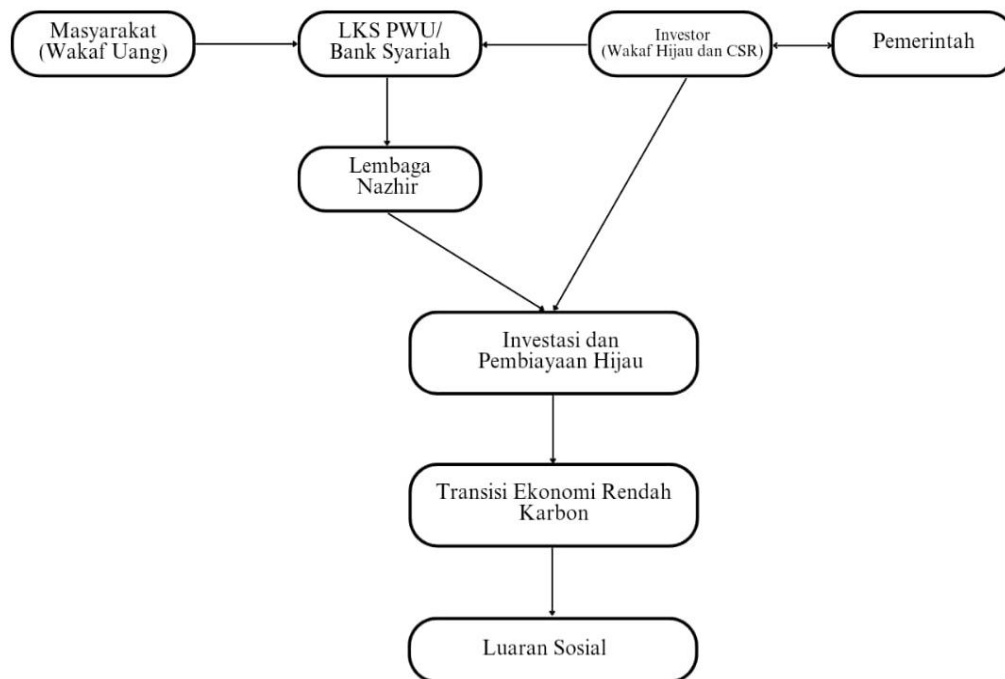 Masyarakat
(Wakaf Uang)
LKS PWU/
Bank Syariah
Investor
(Wakaf Hijau dan CSR)
Pemerintah
Lembaga
Nazhir
Investasi dan
Pembiayaan Hijau
Transisi Ekonomi Rendah
Karbon
Luaran Sosial